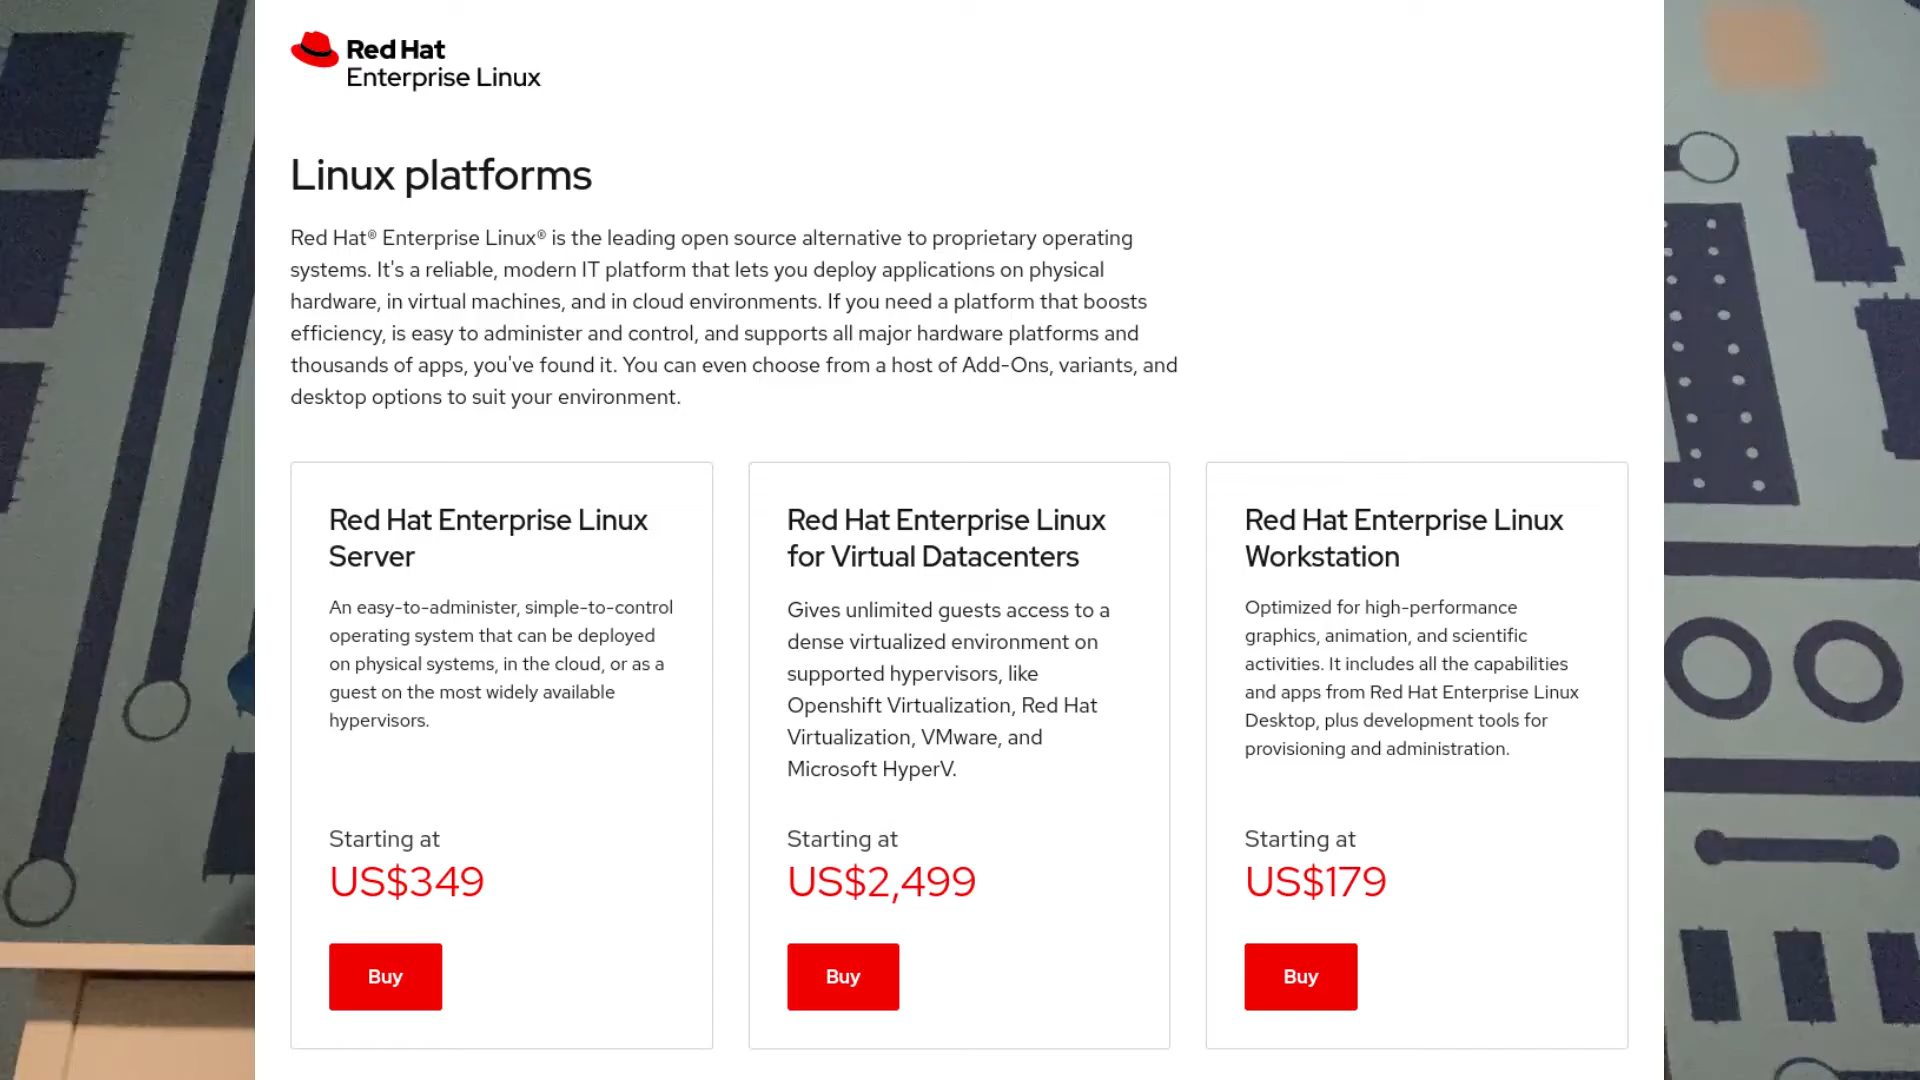 Red Hat
Enterprise Linux
Linux platforms
Red Hat® Enterprise Linux® is the leading open source alternative to proprietary operating
systems. It's a reliable, modern IT platform that lets you deploy applications on physical
hardware, in virtual machines, and in cloud environments. If you need a platform that boosts
efficiency, is easy to administer and control, and supports all major hardware platforms and
thousands of apps, you've found it. You can even choose from a host of Add-Ons, variants, and
desktop options to suit your environment.
Red Hat Enterprise Linux
Server
An easy-to-administer, simple-to-control
operating system that can be deployed
on physical systems, in the cloud, or as a
guest on the most widely available
hypervisors.
Starting at
US$349
Buy
Red Hat Enterprise Linux
for Virtual Datacenters
Gives unlimited guests access to a
dense virtualized environment on
supported hypervisors, like
Openshift Virtualization, Red Hat
Virtualization, VMware, and
Microsoft HyperV.
Starting at
US$2,499
Buy
Red Hat Enterprise Linux
Workstation
Optimized for high-performance
graphics, animation, and scientific
activities. It includes all the capabilities
and apps from Red Hat Enterprise Linux
Desktop, plus development tools for
provisioning and administration.
Starting at
US$179
Buy